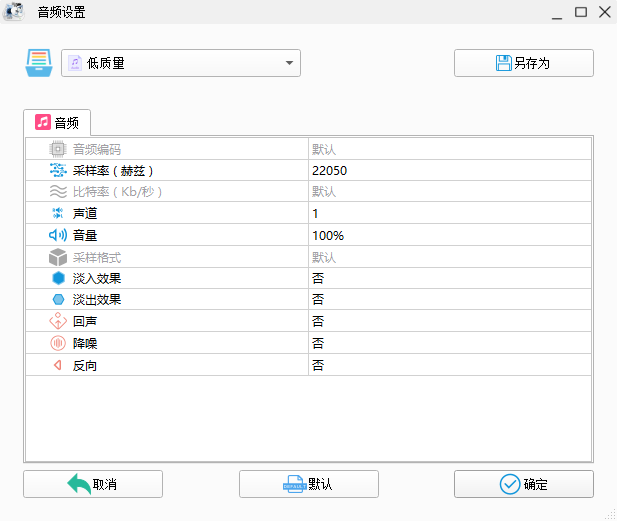 音频设置
低质量
另存为
音频
音频编码 默认
采样率（赫兹） 22050
比特率（Kb/秒） 默认
声道 1
音量 100%
采样格式 默认
淡入效果 否
淡出效果 否
回声 否
降噪 否
反向 否
取消
DEFAULT 默认
确定